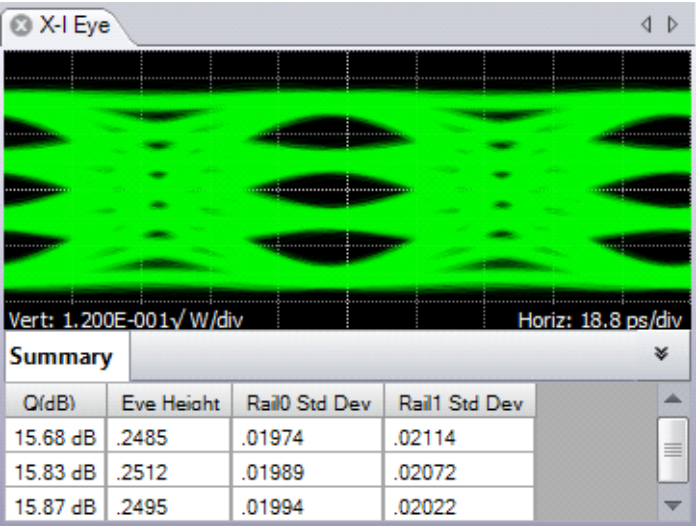 X-I Eye
Vert: 1.200E-001√ W/div Horiz: 18.8 ps/div
Summary
Q(dB) Eye Height Rail0 Std Dev Rail1 Std Dev
15.68 dB .2485 .01974 .02114
15.83 dB .2512 .01989 .02072
15.87 dB .2495 .01994 .02022